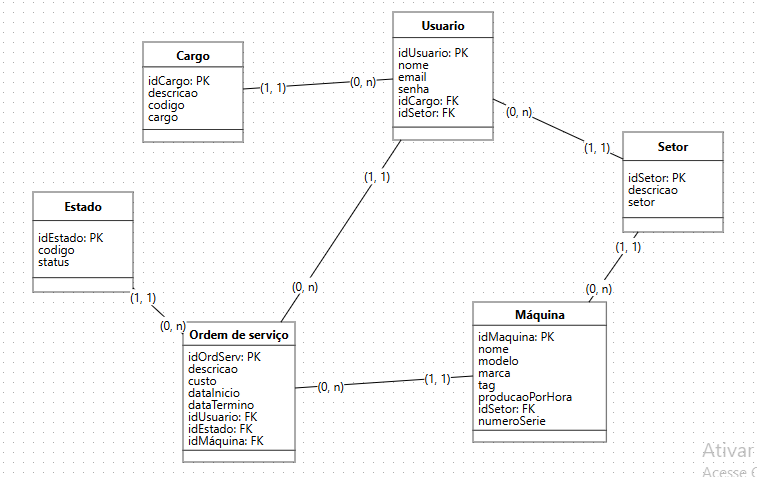 Usuario
idUsuario: PK
nome
email
senha
idCargo: FK
idSetor: FK
Cargo
idCargo: PK
descricao
codigo
cargo
(1, 1)
(0, n)
(0, n)
(1, 1)
Setor
idSetor: PK
descricao
setor
(1, 1)
(1, 1)
(0, n)
(0, n)
Estado
idEstado: PK
codigo
status
(1, 1)
(0, n)
Ordem de serviço
idOrdServ: PK
descricao
custo
dataInicio
dataTermino
idUsuario: FK
idEstado: FK
idMáquina: FK
(0, n)
(1, 1)
Máquina
idMaquina: PK
nome
modelo
marca
tag
producaoPorHora
idSetor: FK
numeroSerie
Ativar
Acesse